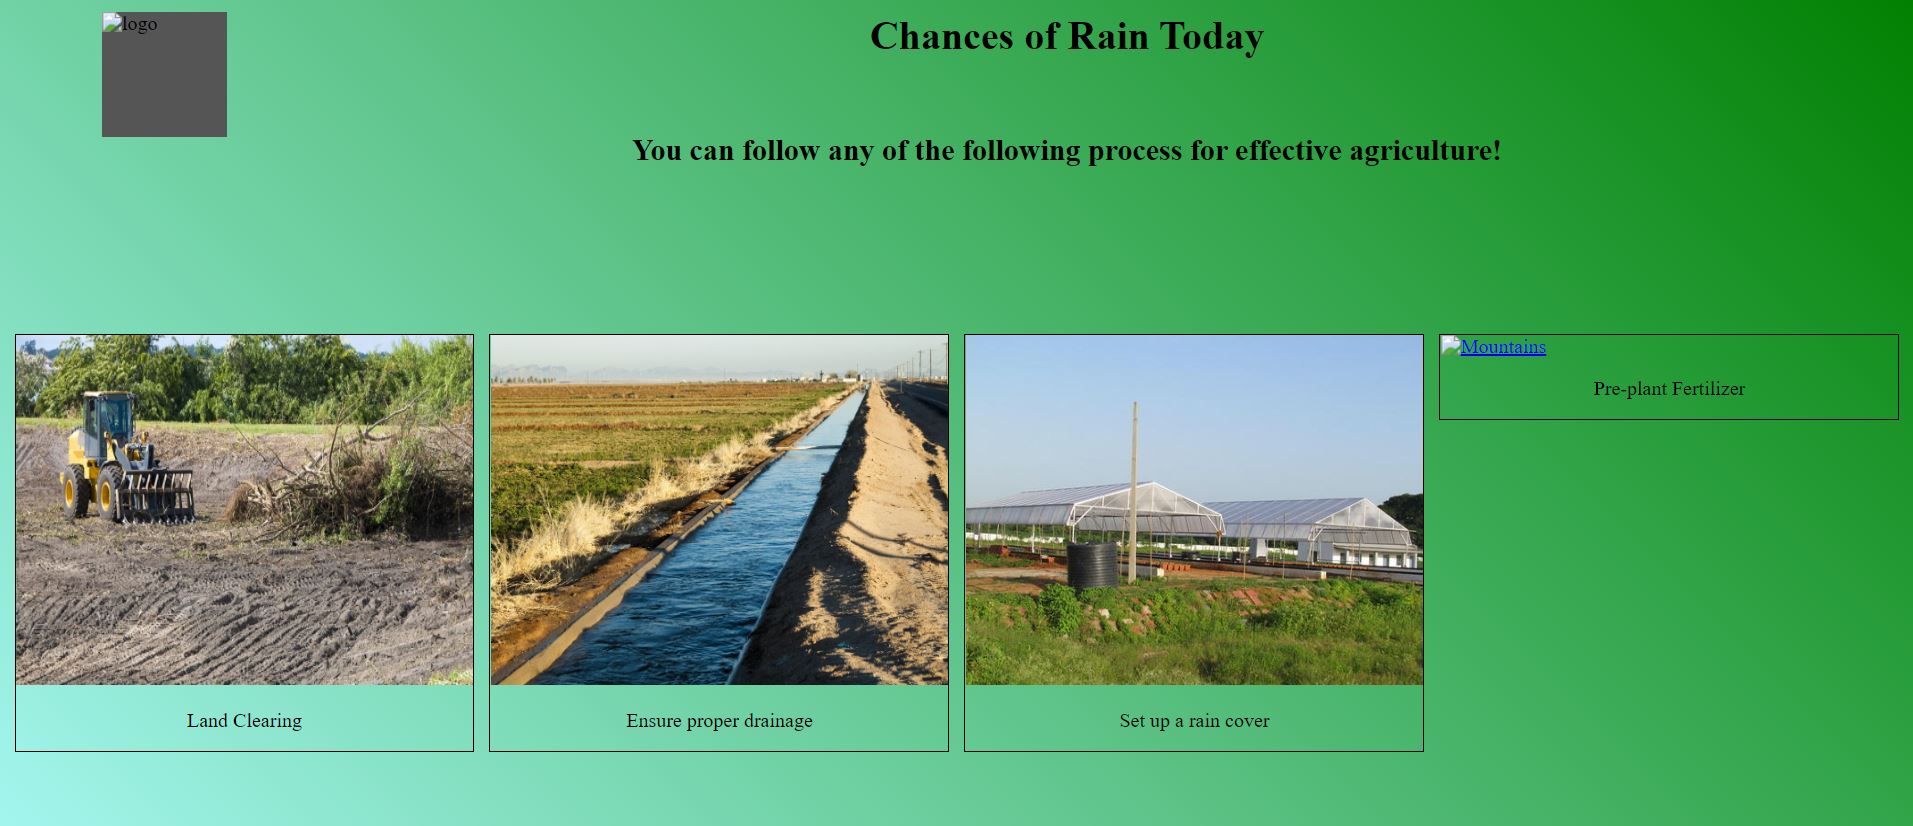 logo
Chances of Rain Today
You can follow any of the following process for effective agriculture!
Mountains
Pre-plant Fertilizer
Land Clearing
Ensure proper drainage
Set up a rain cover